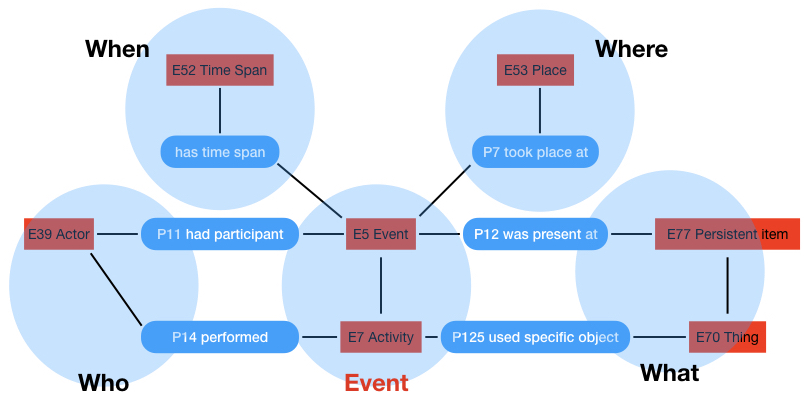 When
Where
E52 Time Span
E53 Place
has time span
P7 took place at
E39 Actor
P11 had participant
E5 Event
P12 was present at
E77 Persistent item
P14 performed
E7 Activity
P125 used specific object
E70 Thing
Who
Event
What